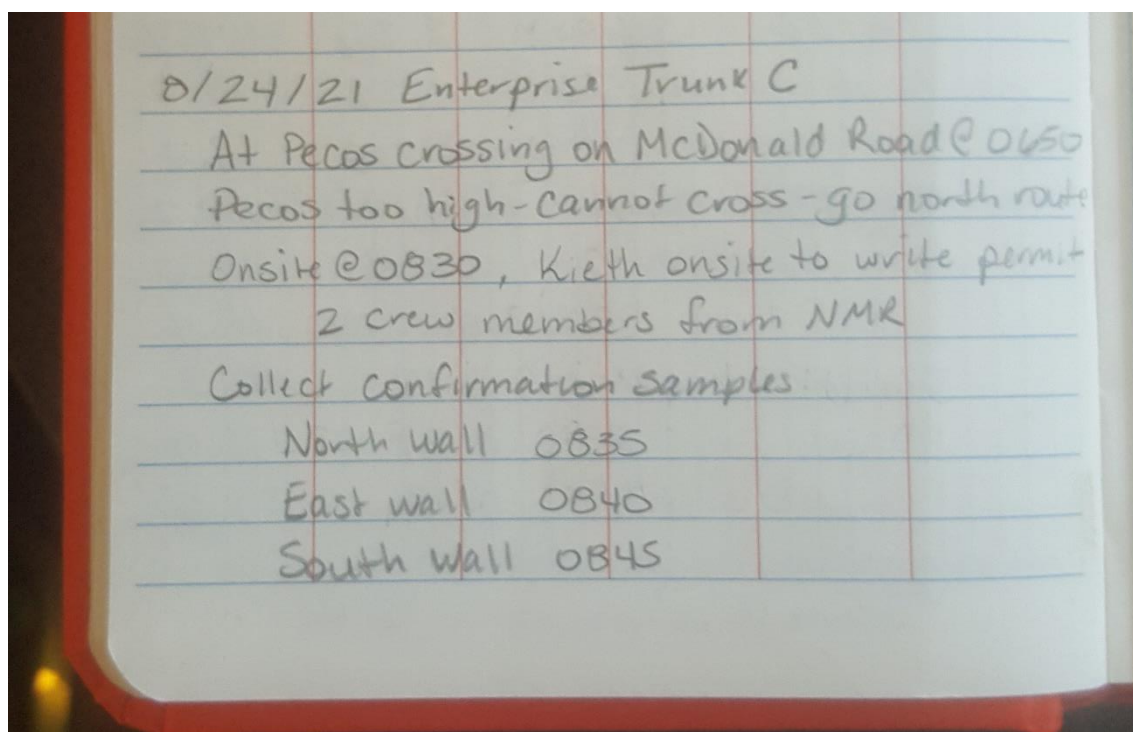 8/24/21 Enterprise Trunk C
At Pecos crossing on McDonald Road @ 0650
Pecos too high - cannot cross - go north route
Onsite @ 0830, Kieth onsite to write permit
2 crew members from NMR
Collect confirmation samples
North wall 0835
East wall 0840
South wall 0845